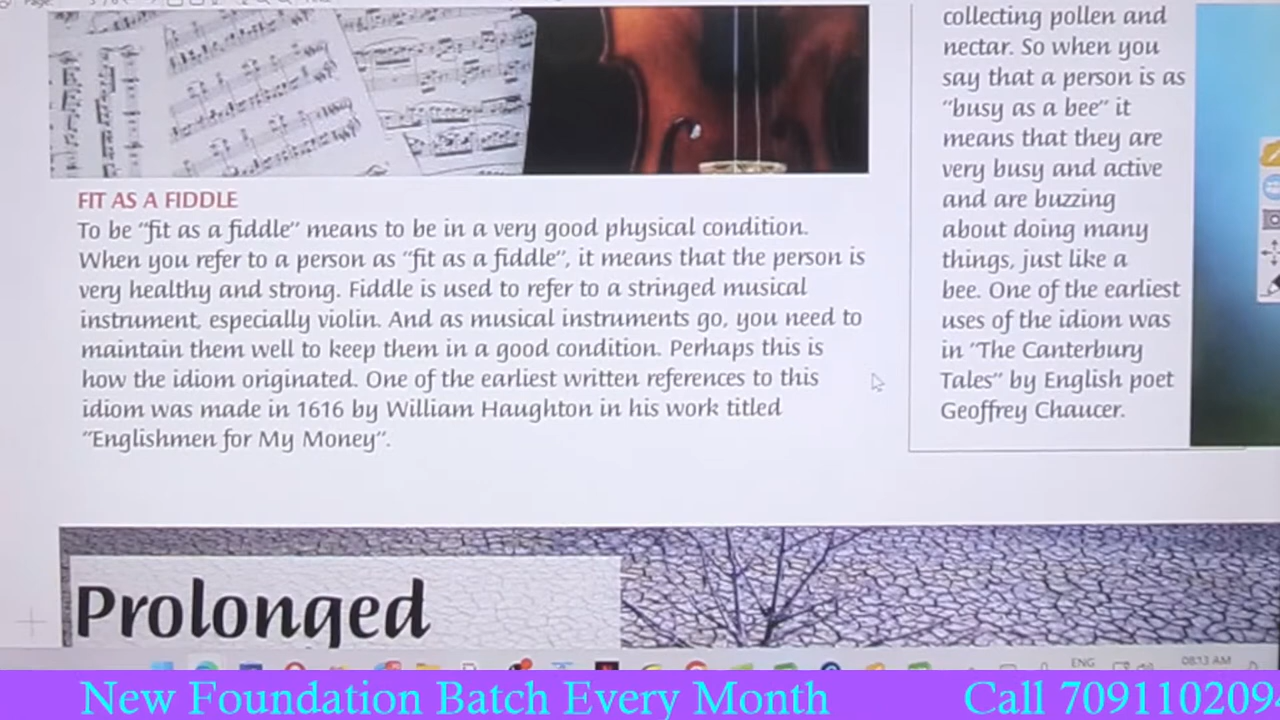 FIT AS A FIDDLE
To be "fit as a fiddle" means to be in a very good physical condition.
When you refer to a person as "fit as a fiddle", it means that the person is
very healthy and strong. Fiddle is used to refer to a stringed musical
instrument, especially violin. And as musical instruments go, you need to
maintain them well to keep them in a good condition. Perhaps this is
how the idiom originated. One of the earliest written references to this
idiom was made in 1616 by William Haughton in his work titled
"Englishmen for My Money".
collecting pollen and
nectar. So when you
say that a person is as
"busy as a bee" it
means that they are
very busy and active
and are buzzing
about doing many
things, just like a
bee. One of the earliest
uses of the idiom was
in "The Canterbury
Tales" by English poet
Geoffrey Chaucer.
Prolonged
ENG
08:13 AM
New Foundation Batch Every Month
Call 709110209